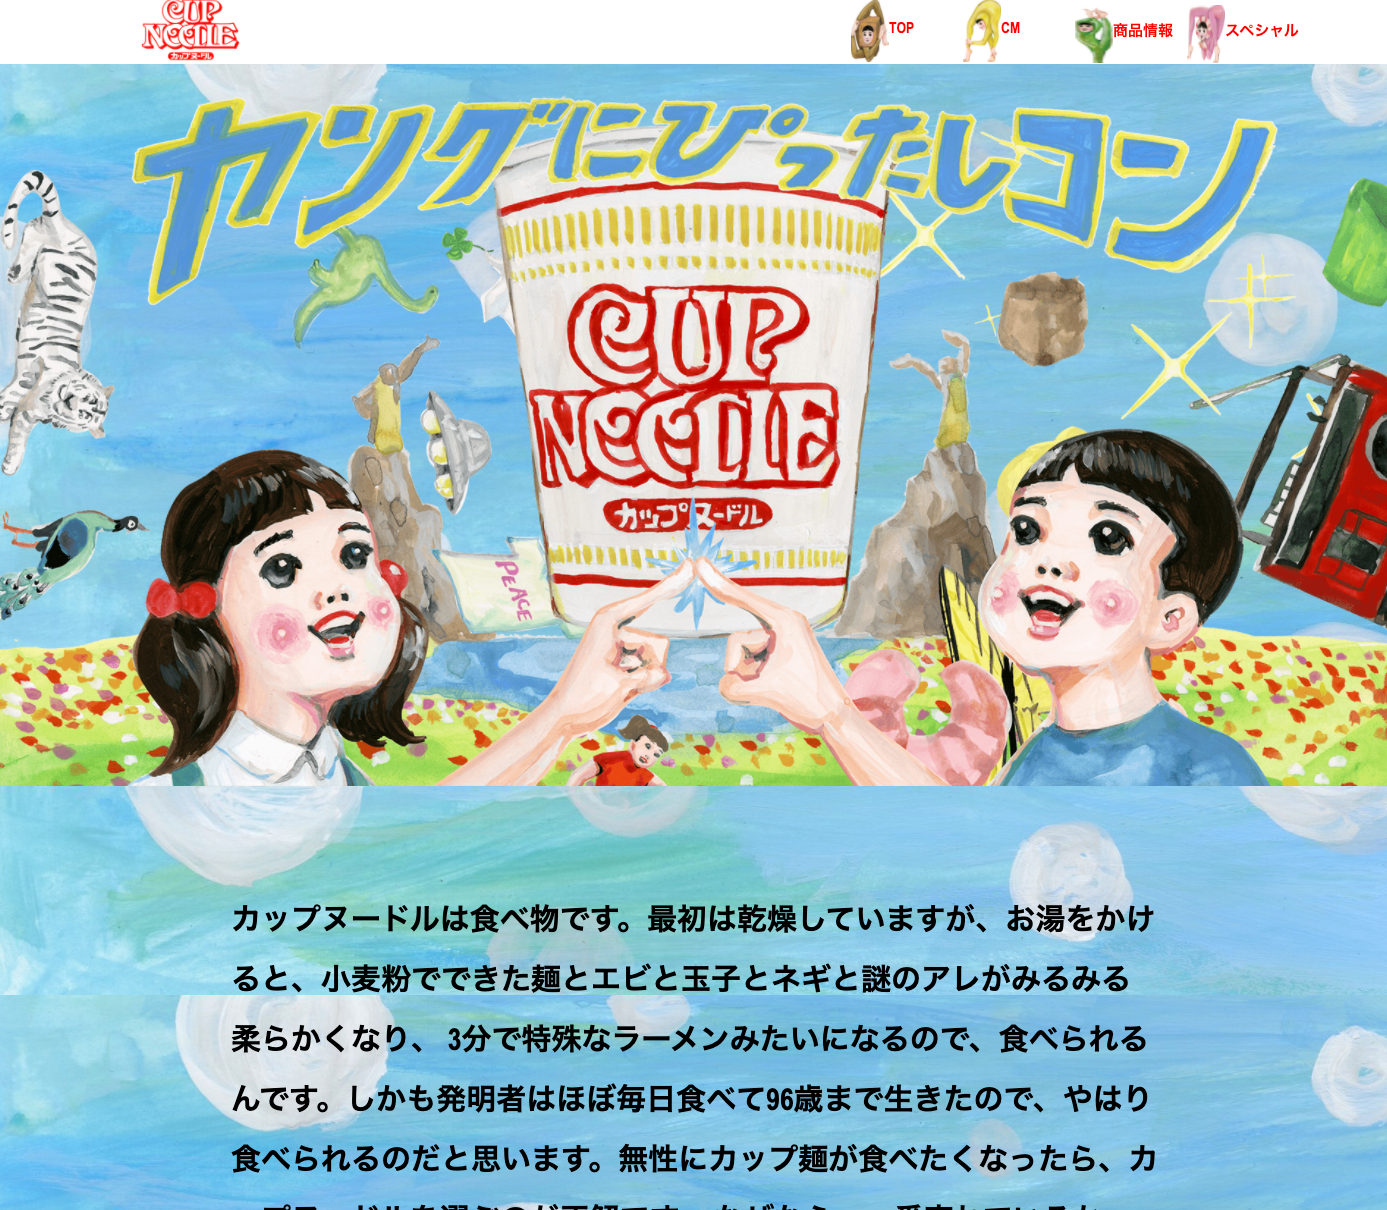 CUP
NOODLE
カップヌードル
TOP
CM
商品情報
スペシャル
ヤングにぴったしコン
CUP
NOODLE
カップヌードル
PEACE
カップヌードルは食べ物です。最初は乾燥していますが、お湯をかけ
ると、小麦粉でできた麺とエビと玉子とネギと謎のアレがみるみる
柔らかくなり、 3分で特殊なラーメンみたいになるので、食べられる
んです。しかも発明者はほぼ毎日食べて96歳まで生きたので、やはり
食べられるのだと思います。無性にカップ麺が食べたくなったら、カ